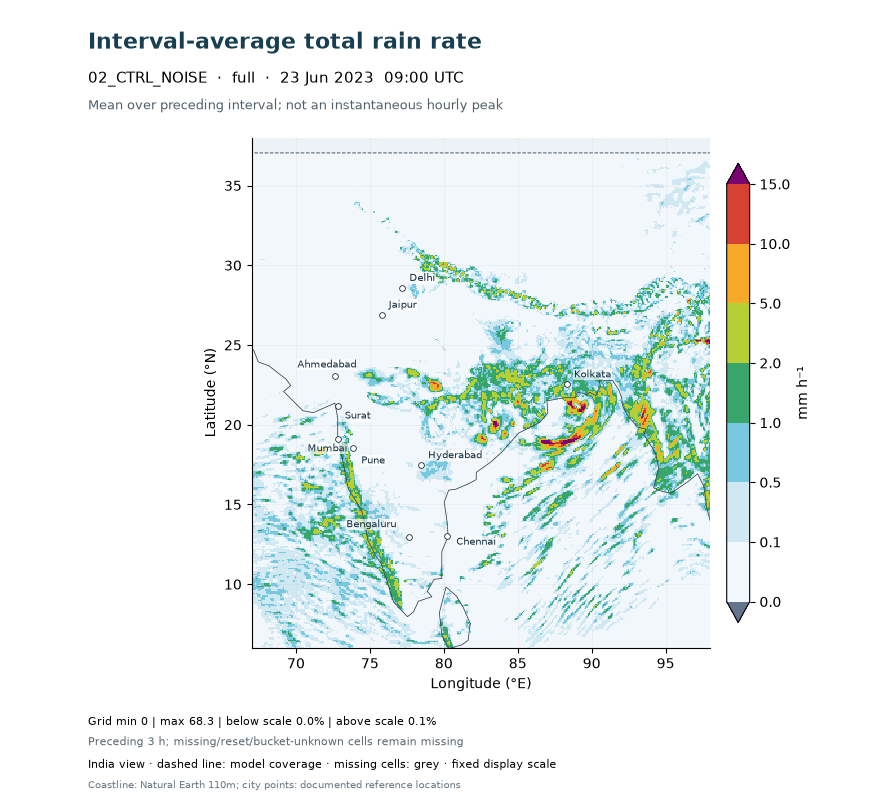 Interval-average total rain rate
02_CTRL_NOISE · full · 23 Jun 2023 09:00 UTC
Mean over preceding interval; not an instantaneous hourly peak
35
30
25
20
15
10
70
75
80
85
90
95
Latitude (°N)
Longitude (°E)
Delhi
Jaipur
Ahmedabad
Kolkata
Surat
Mumbai
Pune
Hyderabad
Bengaluru
Chennai
15.0
10.0
5.0
2.0
1.0
0.5
0.1
0.0
mm h⁻¹
Grid min 0 | max 68.3 | below scale 0.0% | above scale 0.1%
Preceding 3 h; missing/reset/bucket-unknown cells remain missing
India view · dashed line: model coverage · missing cells: grey · fixed display scale
Coastline: Natural Earth 110m; city points: documented reference locations